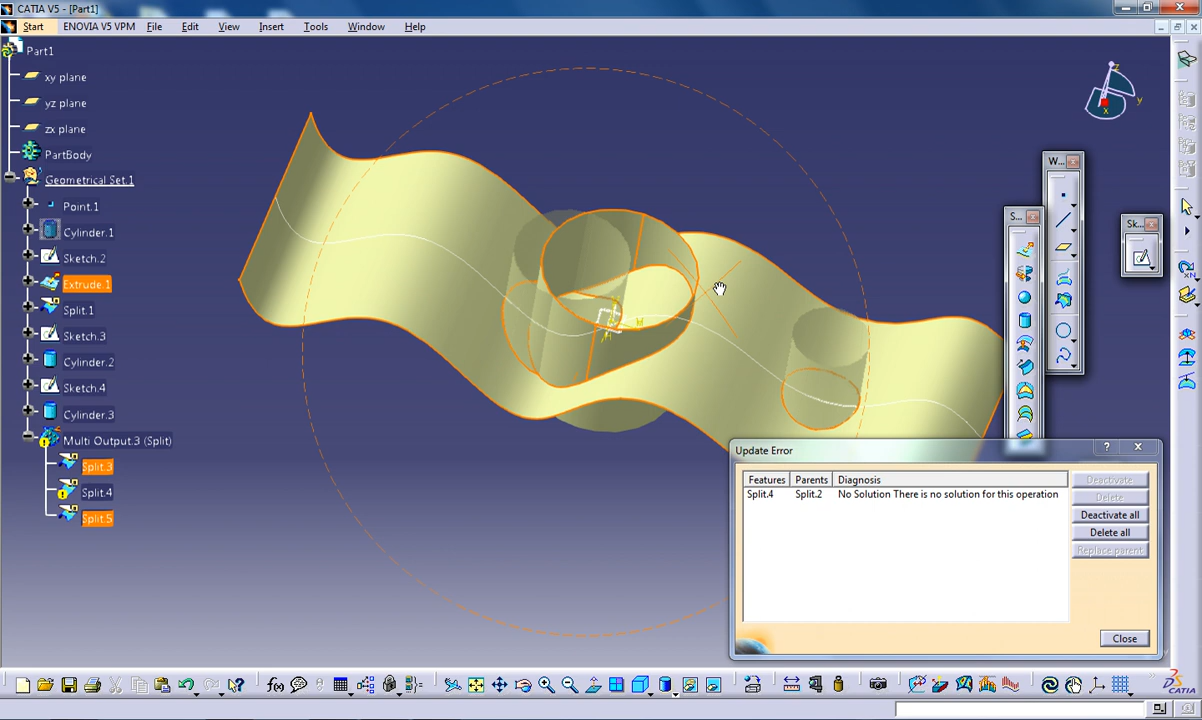 CATIA V5 - [Part1]
Start ENOVIA V5 VPM File Edit View Insert Tools Window Help
Part1
xy plane
yz plane
zx plane
PartBody
Geometrical Set.1
Point.1
Cylinder.1
Sketch.2
Extrude.1
Split.1
Sketch.3
Cylinder.2
Sketch.4
Cylinder.3
Multi Output.3 (Split)
Split.3
Split.4
Split.5
z
y
x
W...
S...
Sk...
H
Update Error
Features Parents Diagnosis
Split.4 Split.2 No Solution There is no solution for this operation
Deactivate
Delete
Deactivate all
Delete all
Replace parent
Close
f(x)
CATIA